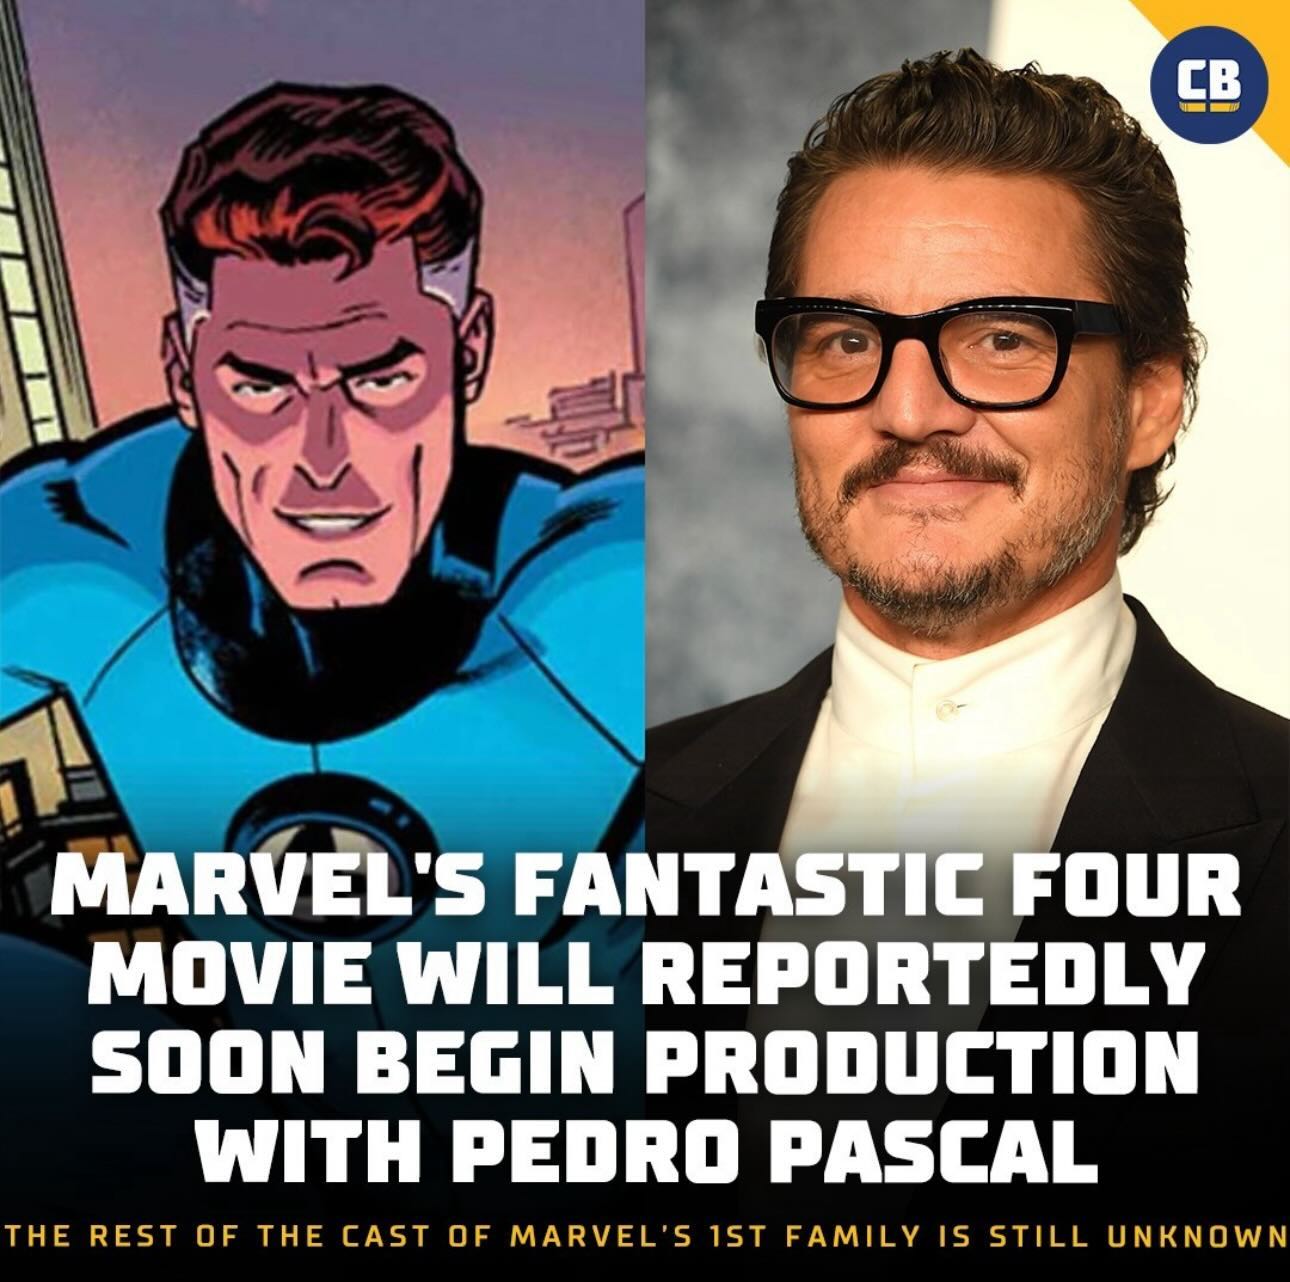 CB
MARVEL'S FANTASTIC FOUR
MOVIE WILL REPORTEDLY
SOON BEGIN PRODUCTION
WITH PEDRO PASCAL
THE REST OF THE CAST OF MARVEL'S 1ST FAMILY IS STILL UNKNOWN